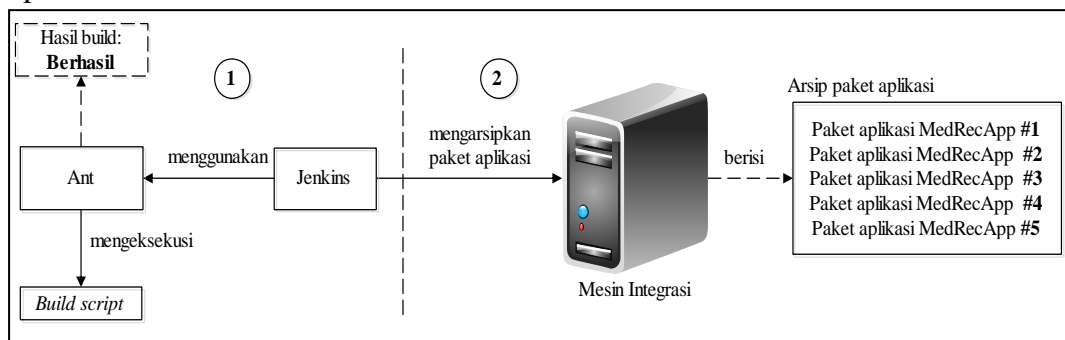 Hasil build:
Berhasil
1
2
Arsip paket aplikasi
mengarsipkan
paket aplikasi
menggunakan
berisi
Ant
Jenkins
Paket aplikasi MedRecApp #1
Paket aplikasi MedRecApp #2
Paket aplikasi MedRecApp #3
Paket aplikasi MedRecApp #4
Paket aplikasi MedRecApp #5
mengeksekusi
Build script
Mesin Integrasi